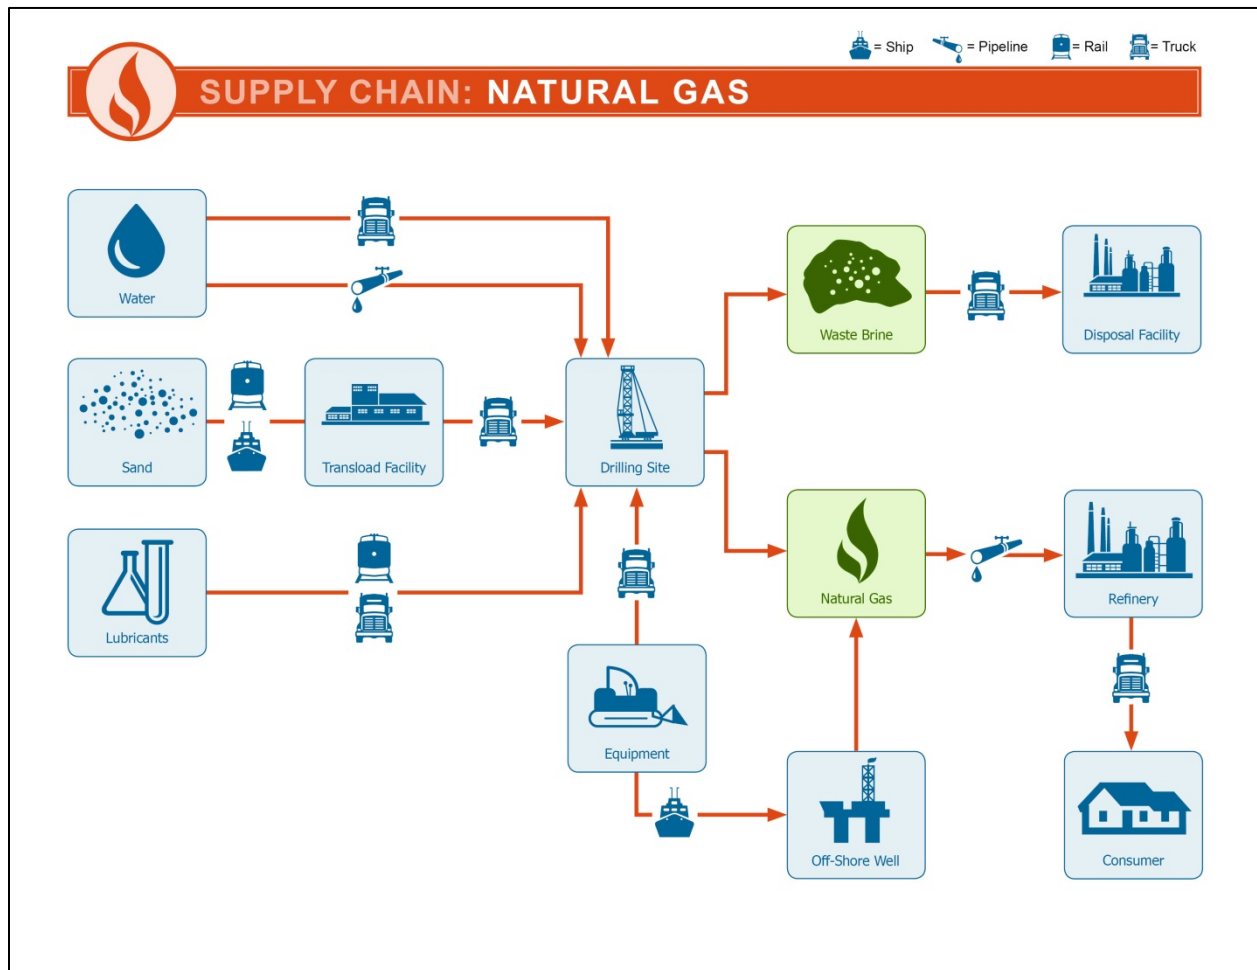 = Ship = Pipeline = Rail = Truck
SUPPLY CHAIN: NATURAL GAS
Water
Waste Brine
Disposal Facility
Sand
Transload Facility
Drilling Site
Lubricants
Natural Gas
Refinery
Equipment
Off-Shore Well
Consumer